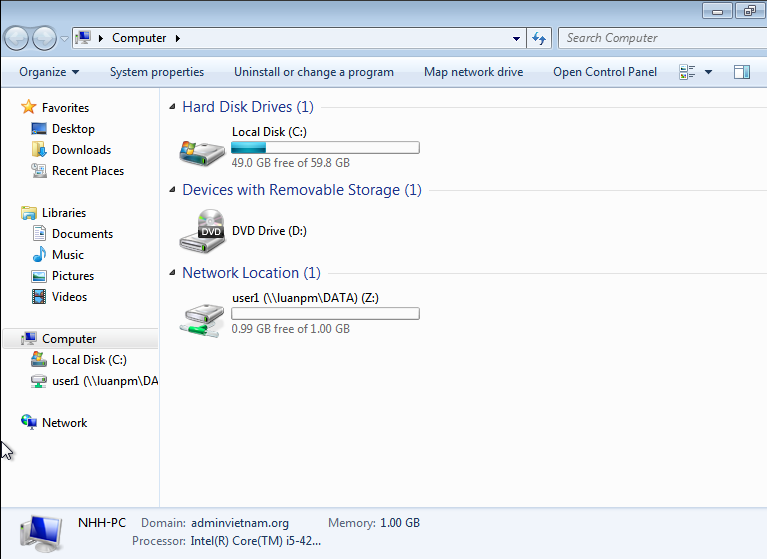 Computer
Search Computer
Organize System properties Uninstall or change a program Map network drive Open Control Panel
Favorites
Desktop
Downloads
Recent Places
Libraries
Documents
Music
Pictures
Videos
Computer
Local Disk (C:)
user1 (\\luanpm\DA
Network
Hard Disk Drives (1)
Local Disk (C:)
49.0 GB free of 59.8 GB
Devices with Removable Storage (1)
DVD
DVD Drive (D:)
Network Location (1)
user1 (\\luanpm\DATA) (Z:)
0.99 GB free of 1.00 GB
NHH-PC Domain: adminvietnam.org Memory: 1.00 GB
Processor: Intel(R) Core(TM) i5-42...